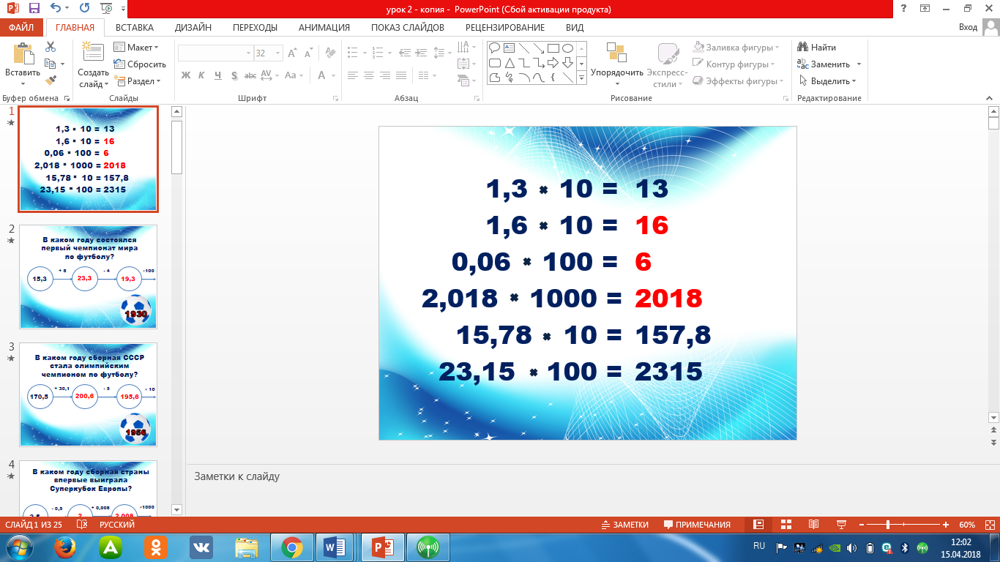 урок 2 - копия - PowerPoint (Сбой активации продукта)
ФАЙЛ ГЛАВНАЯ ВСТАВКА ДИЗАЙН ПЕРЕХОДЫ АНИМАЦИЯ ПОКАЗ СЛАЙДОВ РЕЦЕНЗИРОВАНИЕ ВИД Вход
Вставить
Создать слайд
Макет
Сбросить
Раздел
32
Ж К Ч S abc AV Aa А
Упорядочить
Экспресс-стили
Заливка фигуры
Контур фигуры
Эффекты фигуры
Найти
Заменить
Выделить
Буфер обмена Слайды Шрифт Абзац Рисование Редактирование
1
1,3 * 10 = 13
1,6 * 10 = 16
0,06 * 100 = 6
2,018 * 1000 = 2018
15,78 * 10 = 157,8
23,15 * 100 = 2315
2
В каком году состоялся
первый чемпионат мира
по футболу?
+ 8 - 4 ×100
15,3 23,3 19,3
1930
3
В каком году сборная СССР
стала олимпийским
чемпионом по футболу?
+ 30,1 - 5 × 10
170,5 200,6 195,6
1956
4
В каком году сборная страны
впервые выиграла
Суперкубок Европы?
- 0,5 + 0,008 ×1000
2,5 2 2,008
1,3 * 10 = 13
1,6 * 10 = 16
0,06 * 100 = 6
2,018 * 1000 = 2018
15,78 * 10 = 157,8
23,15 * 100 = 2315
Заметки к слайду
СЛАЙД 1 ИЗ 25 РУССКИЙ ЗАМЕТКИ ПРИМЕЧАНИЯ 60%
RU 12:02
15.04.2018